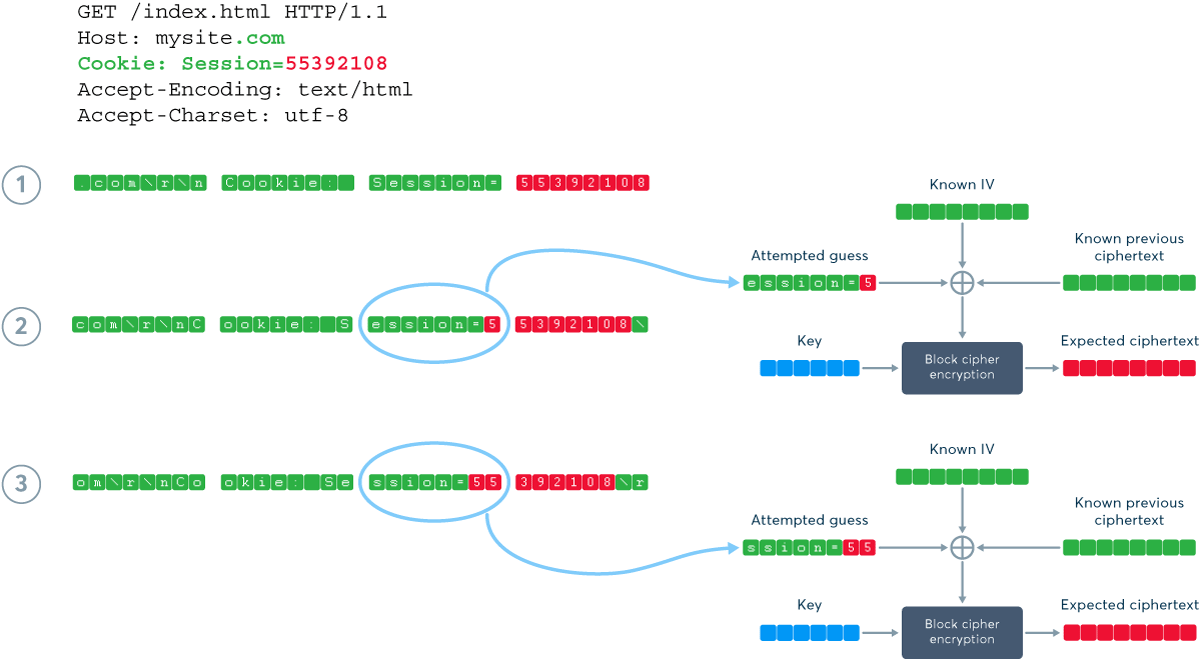 GET /index.html HTTP/1.1
Host: mysite.com
Cookie: Session=55392108
Accept-Encoding: text/html
Accept-Charset: utf-8
1 .com\r\n Cookie: Session= 55392108
Known IV
Known previous
ciphertext
Attempted guess
ession=5
2 com\r\nC ookie: S ession=5 5392108\
Key
Expected ciphertext
Block cipher
encryption
3 om\r\nCo okie: Se ssion=55 392108\r
Known IV
Known previous
ciphertext
Attempted guess
ssion=55
Key
Expected ciphertext
Block cipher
encryption